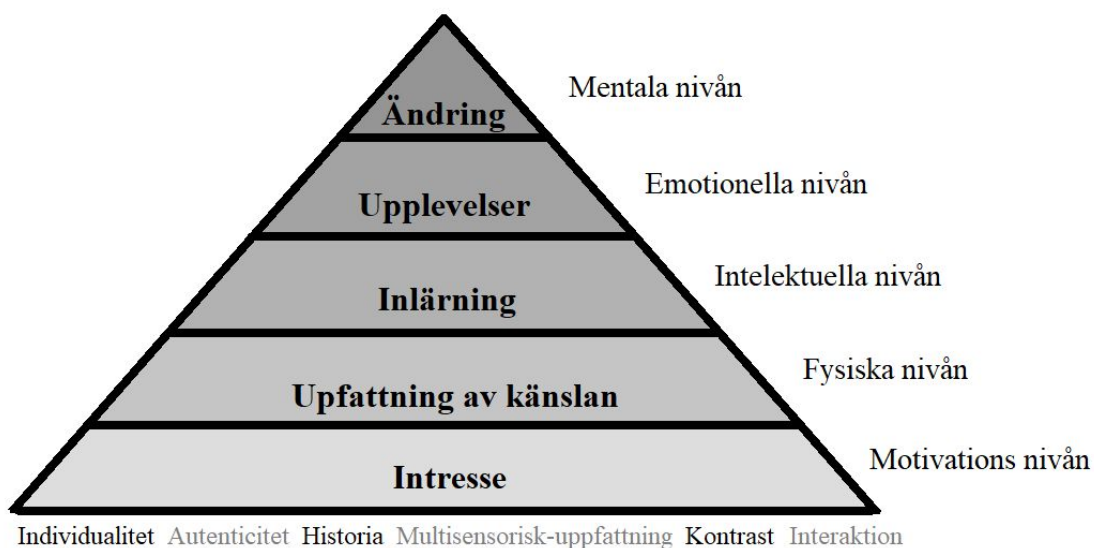 Mentala nivån
Ändring
Emotionella nivån
Upplevelser
Intelektuella nivån
Inlärning
Fysiska nivån
Upfattning av känslan
Motivations nivån
Intresse
Individualitet Autenticitet Historia Multisensorisk-uppfattning Kontrast Interaktion